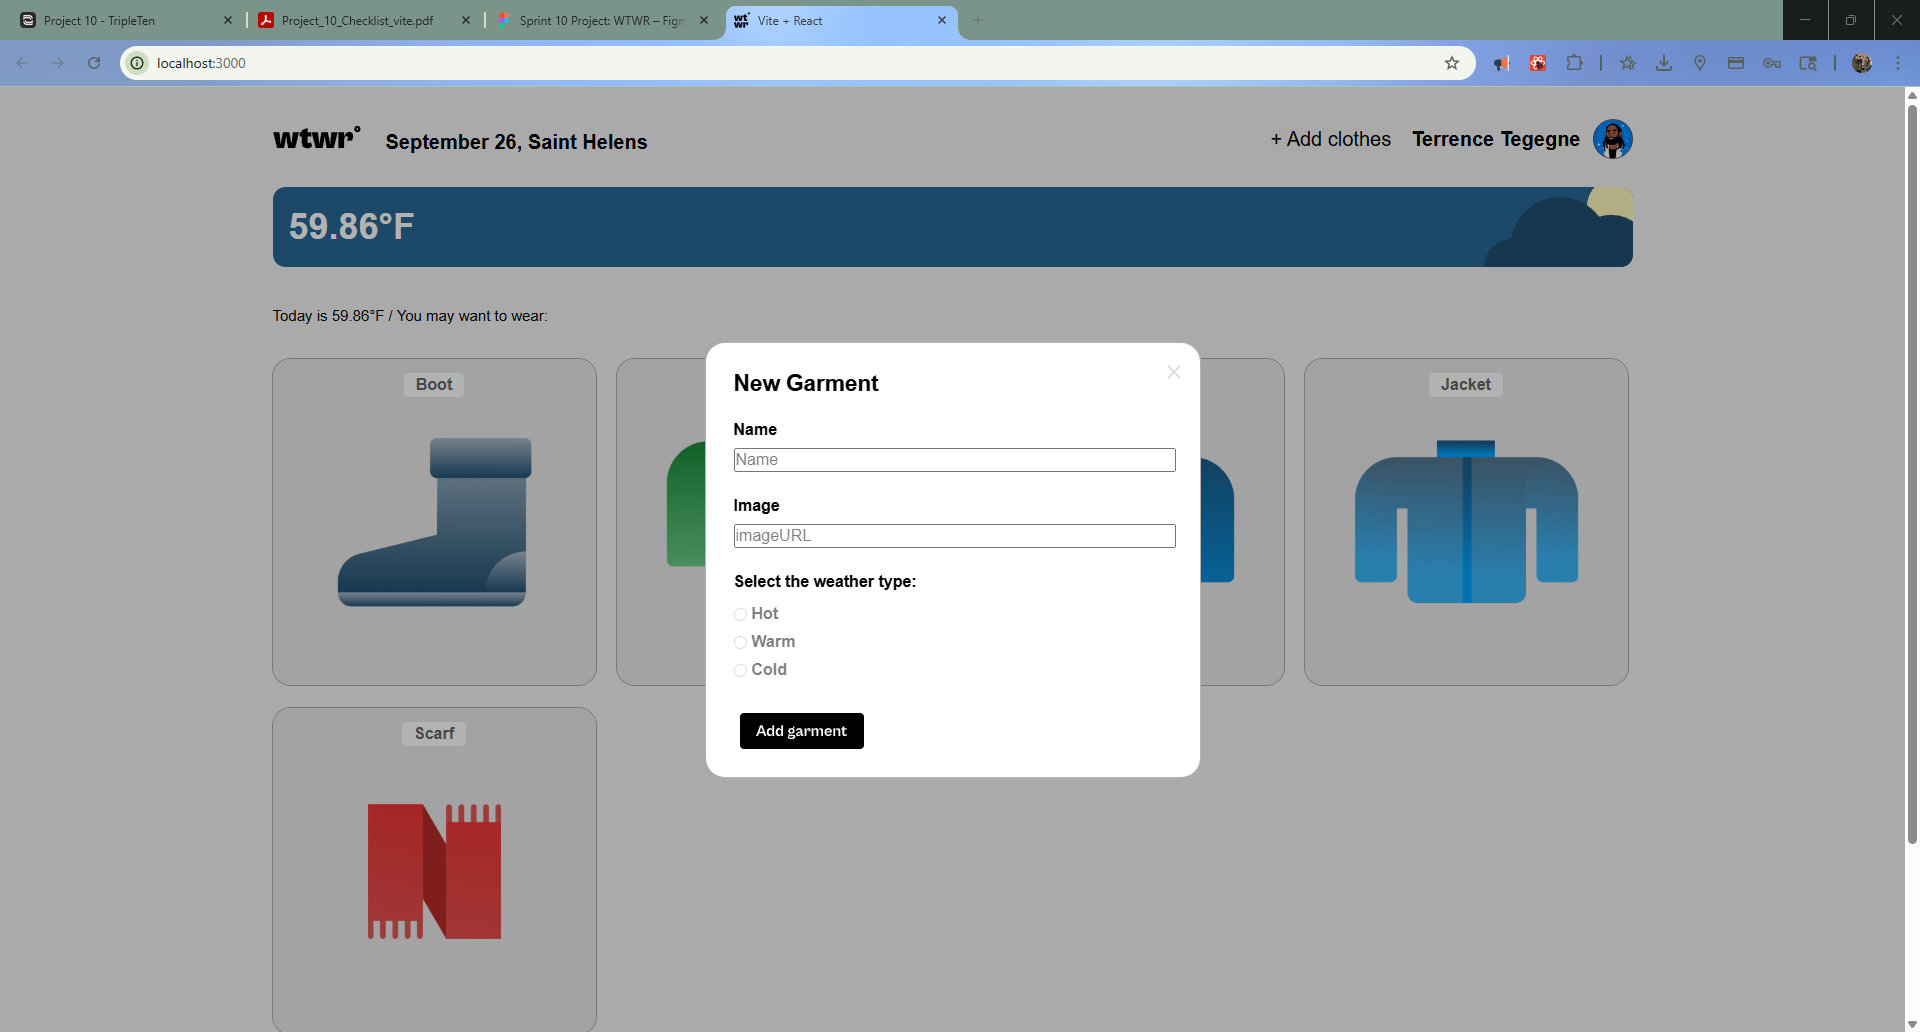 Project 10 - TripleTen
Project_10_Checklist_vite.pdf
Sprint 10 Project: WTWR – Figm
Vite + React
localhost:3000
wtwr°
September 26, Saint Helens
+ Add clothes
Terrence Tegegne
59.86°F
Today is 59.86°F / You may want to wear:
Boot
Jacket
New Garment
Name
Name
Image
imageURL
Select the weather type:
Hot
Warm
Cold
Add garment
Scarf